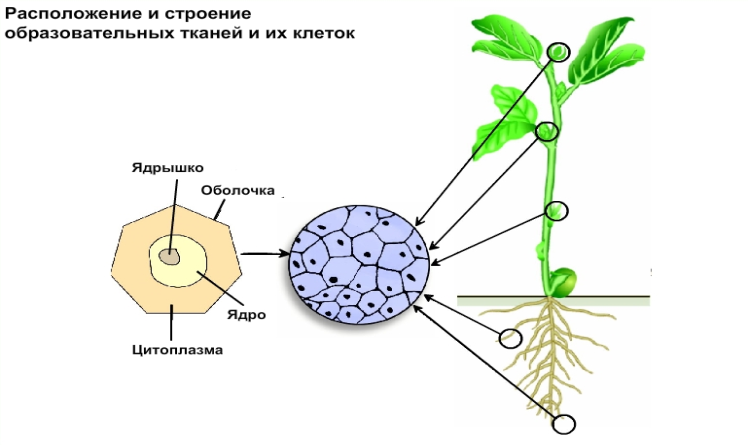 Расположение и строение
образовательных тканей и их клеток
Ядрышко
Оболочка
Ядро
Цитоплазма